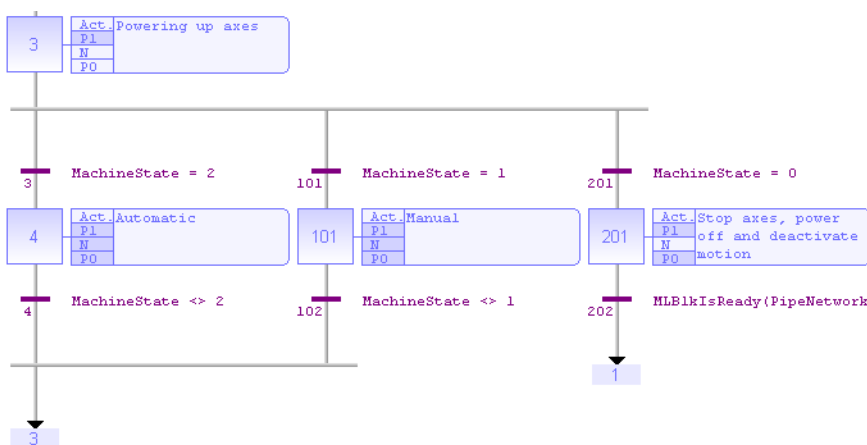 3
Act. Powering up axes
P1
N
P0
3 MachineState = 2
101 MachineState = 1
201 MachineState = 0
4
Act. Automatic
P1
N
P0
101
Act. Manual
P1
N
P0
201
Act. Stop axes, power
P1 off and deactivate
N motion
P0
4 MachineState <> 2
102 MachineState <> 1
202 MLBlkIsReady(PipeNetwork
1
3